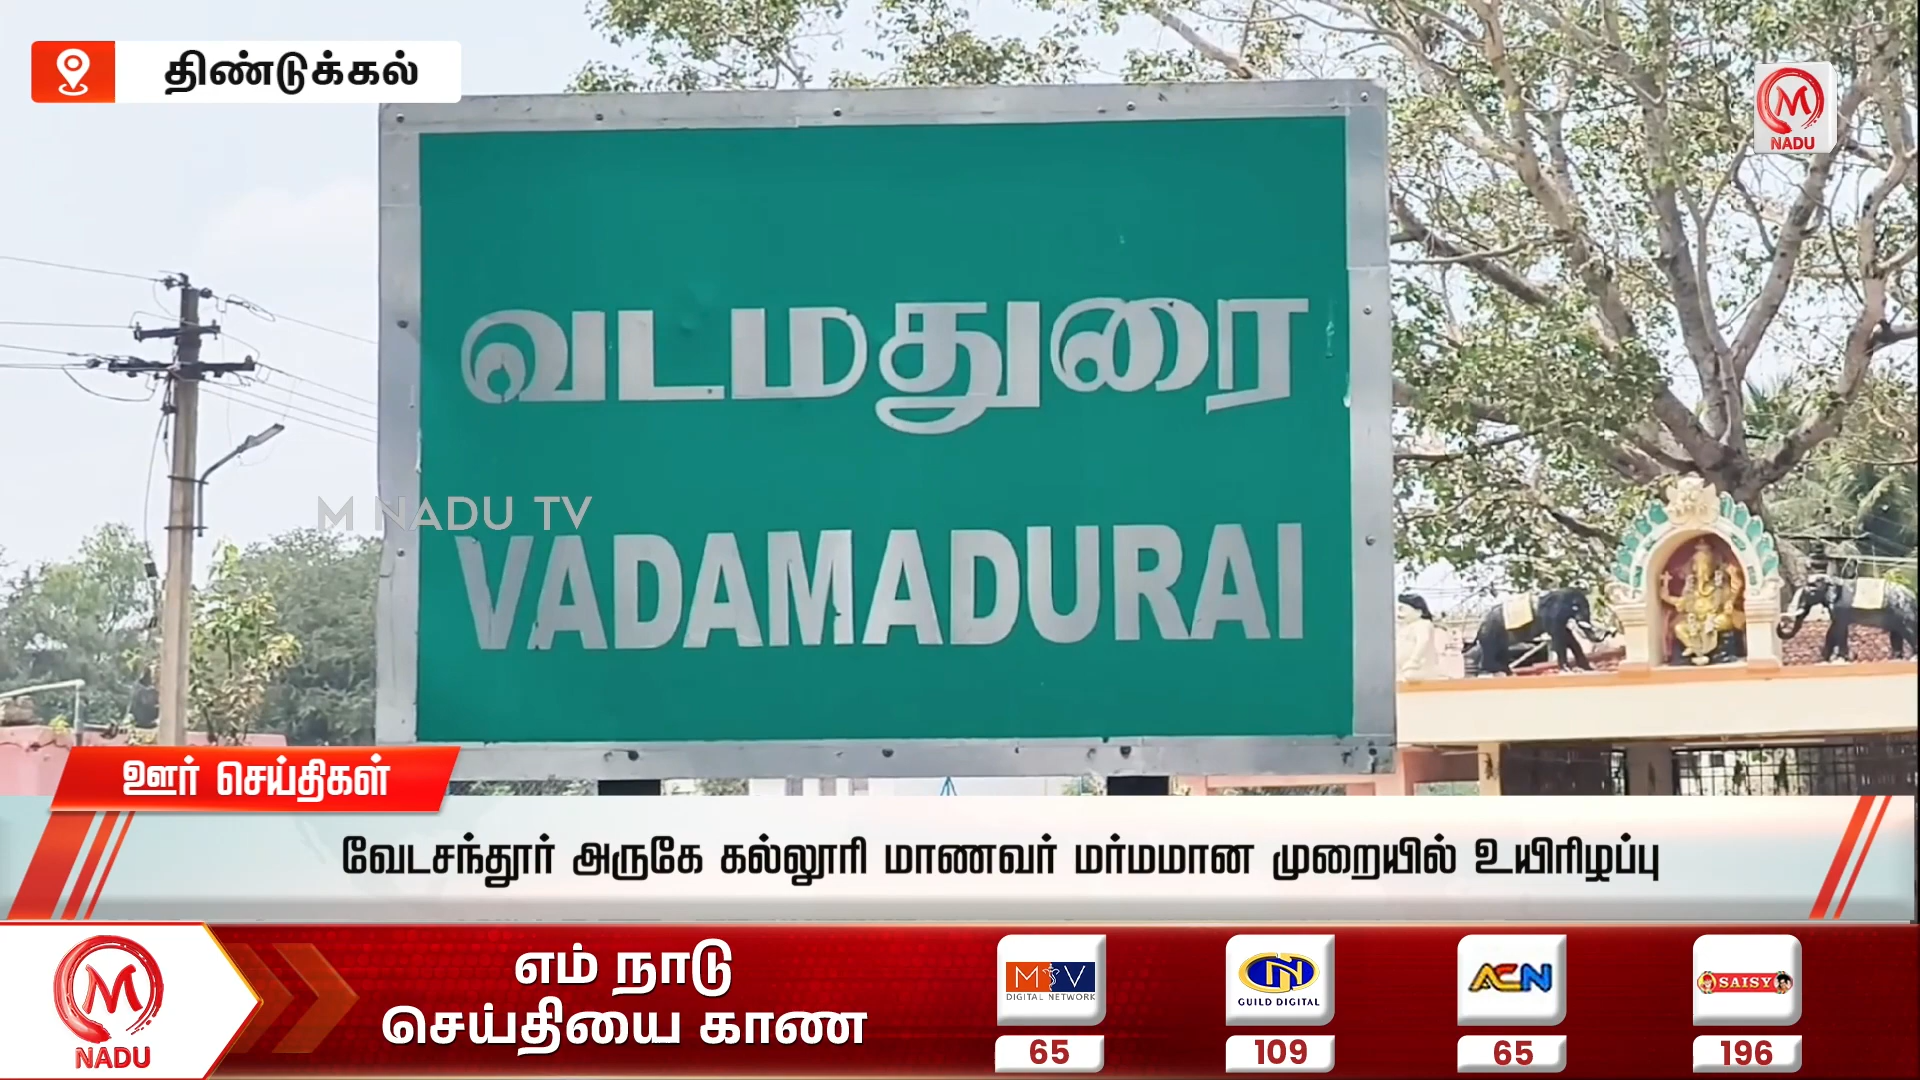 திண்டுக்கல்
M
NADU
வடமதுரை
M NADU TV
VADAMADURAI
ஊர் செய்திகள்
வேடசந்தூர் அருகே கல்லூரி மாணவர் மர்மமான முறையில் உயிரிழப்பு
M
NADU
எம் நாடு
செய்தியை காண
M V
DIGITAL NETWORK
65
GUILD DIGITAL
109
ACN
65
SAISY
196